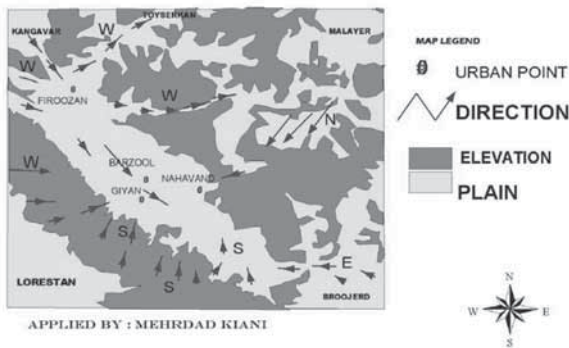 KANGAVAR
TOYSERKAN
W
MALAYER
W
FIROOZAN
W
N
W
BARZOOL
NAHAVAND
GIYAN
S
S
E
S
LORESTAN
BROOJERD
APPLIED BY : MEHRDAD KIANI
MAP LEGEND
URBAN POINT
DIRECTION
ELEVATION
PLAIN
N
W E
S